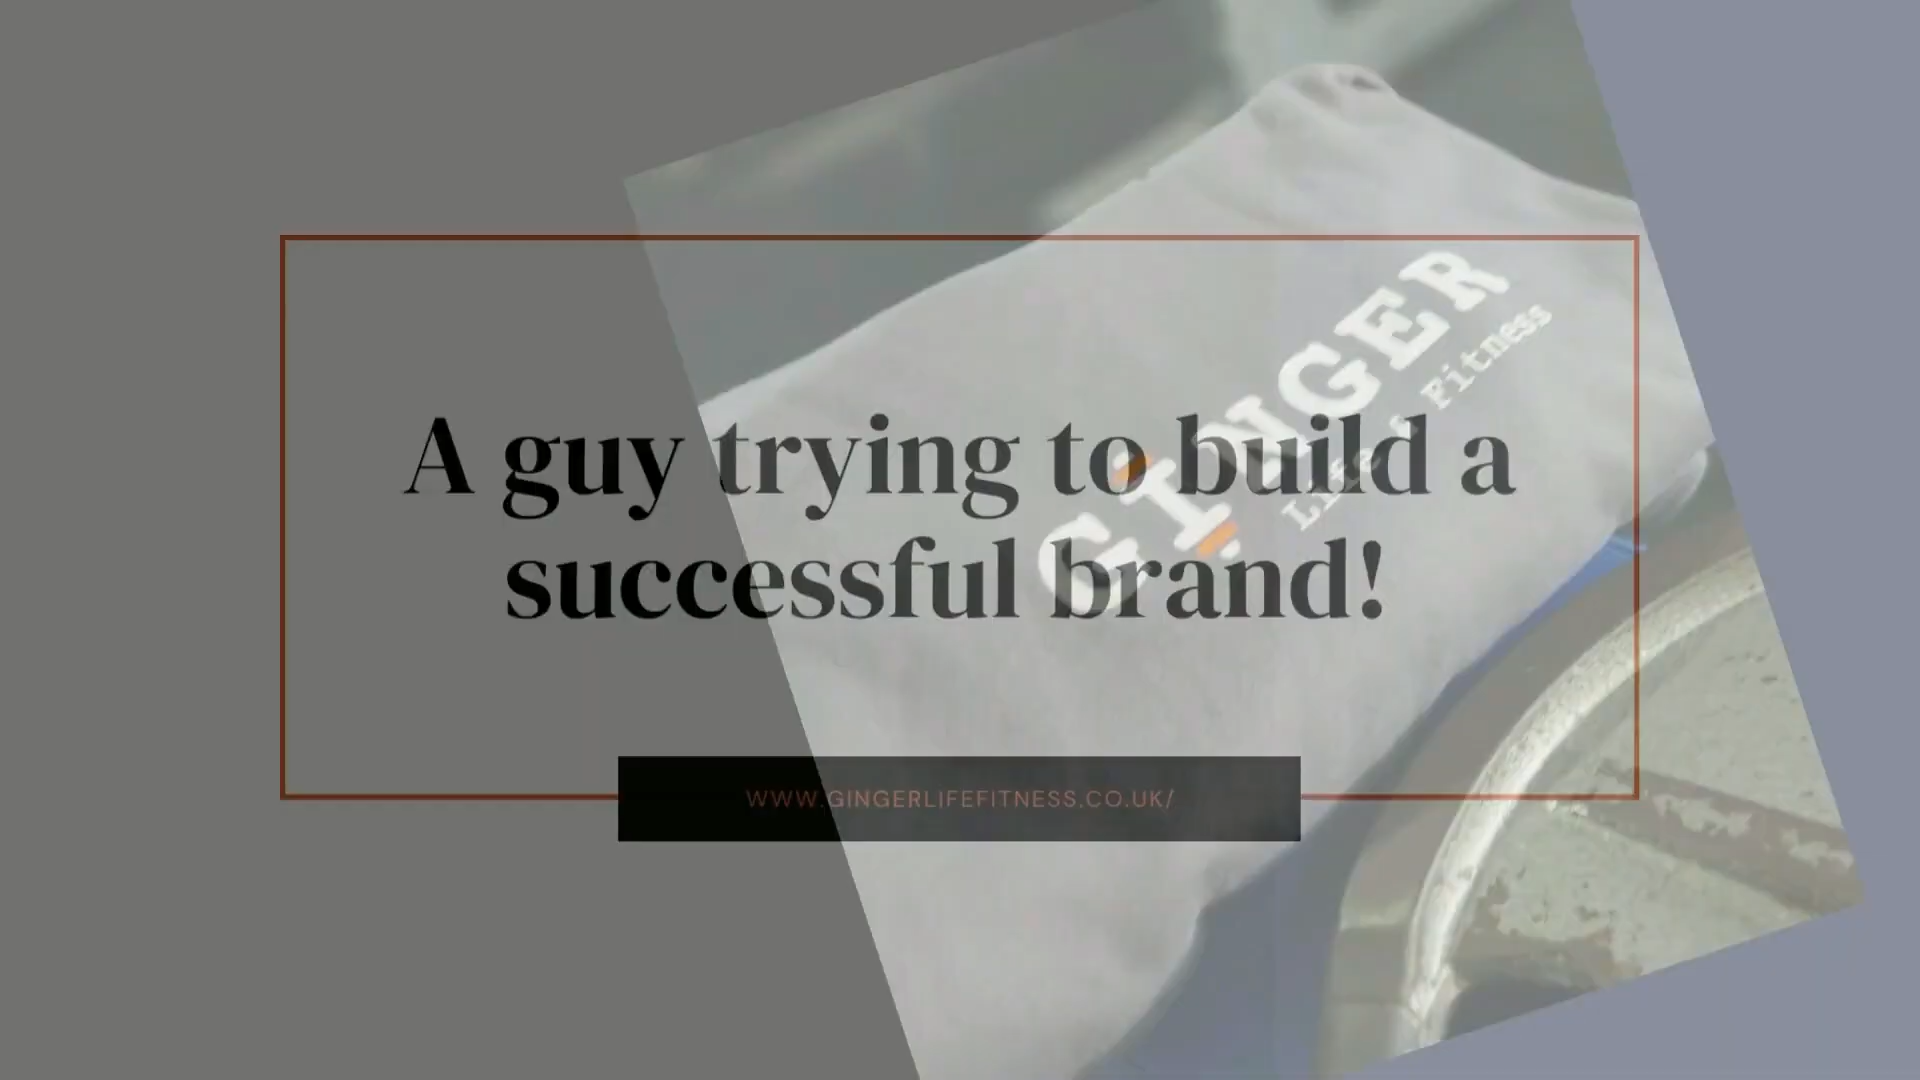 GINGER
Life & Fitness
A guy trying to build a
successful brand!
WWW.GINGERLIFEFITNESS.CO.UK/